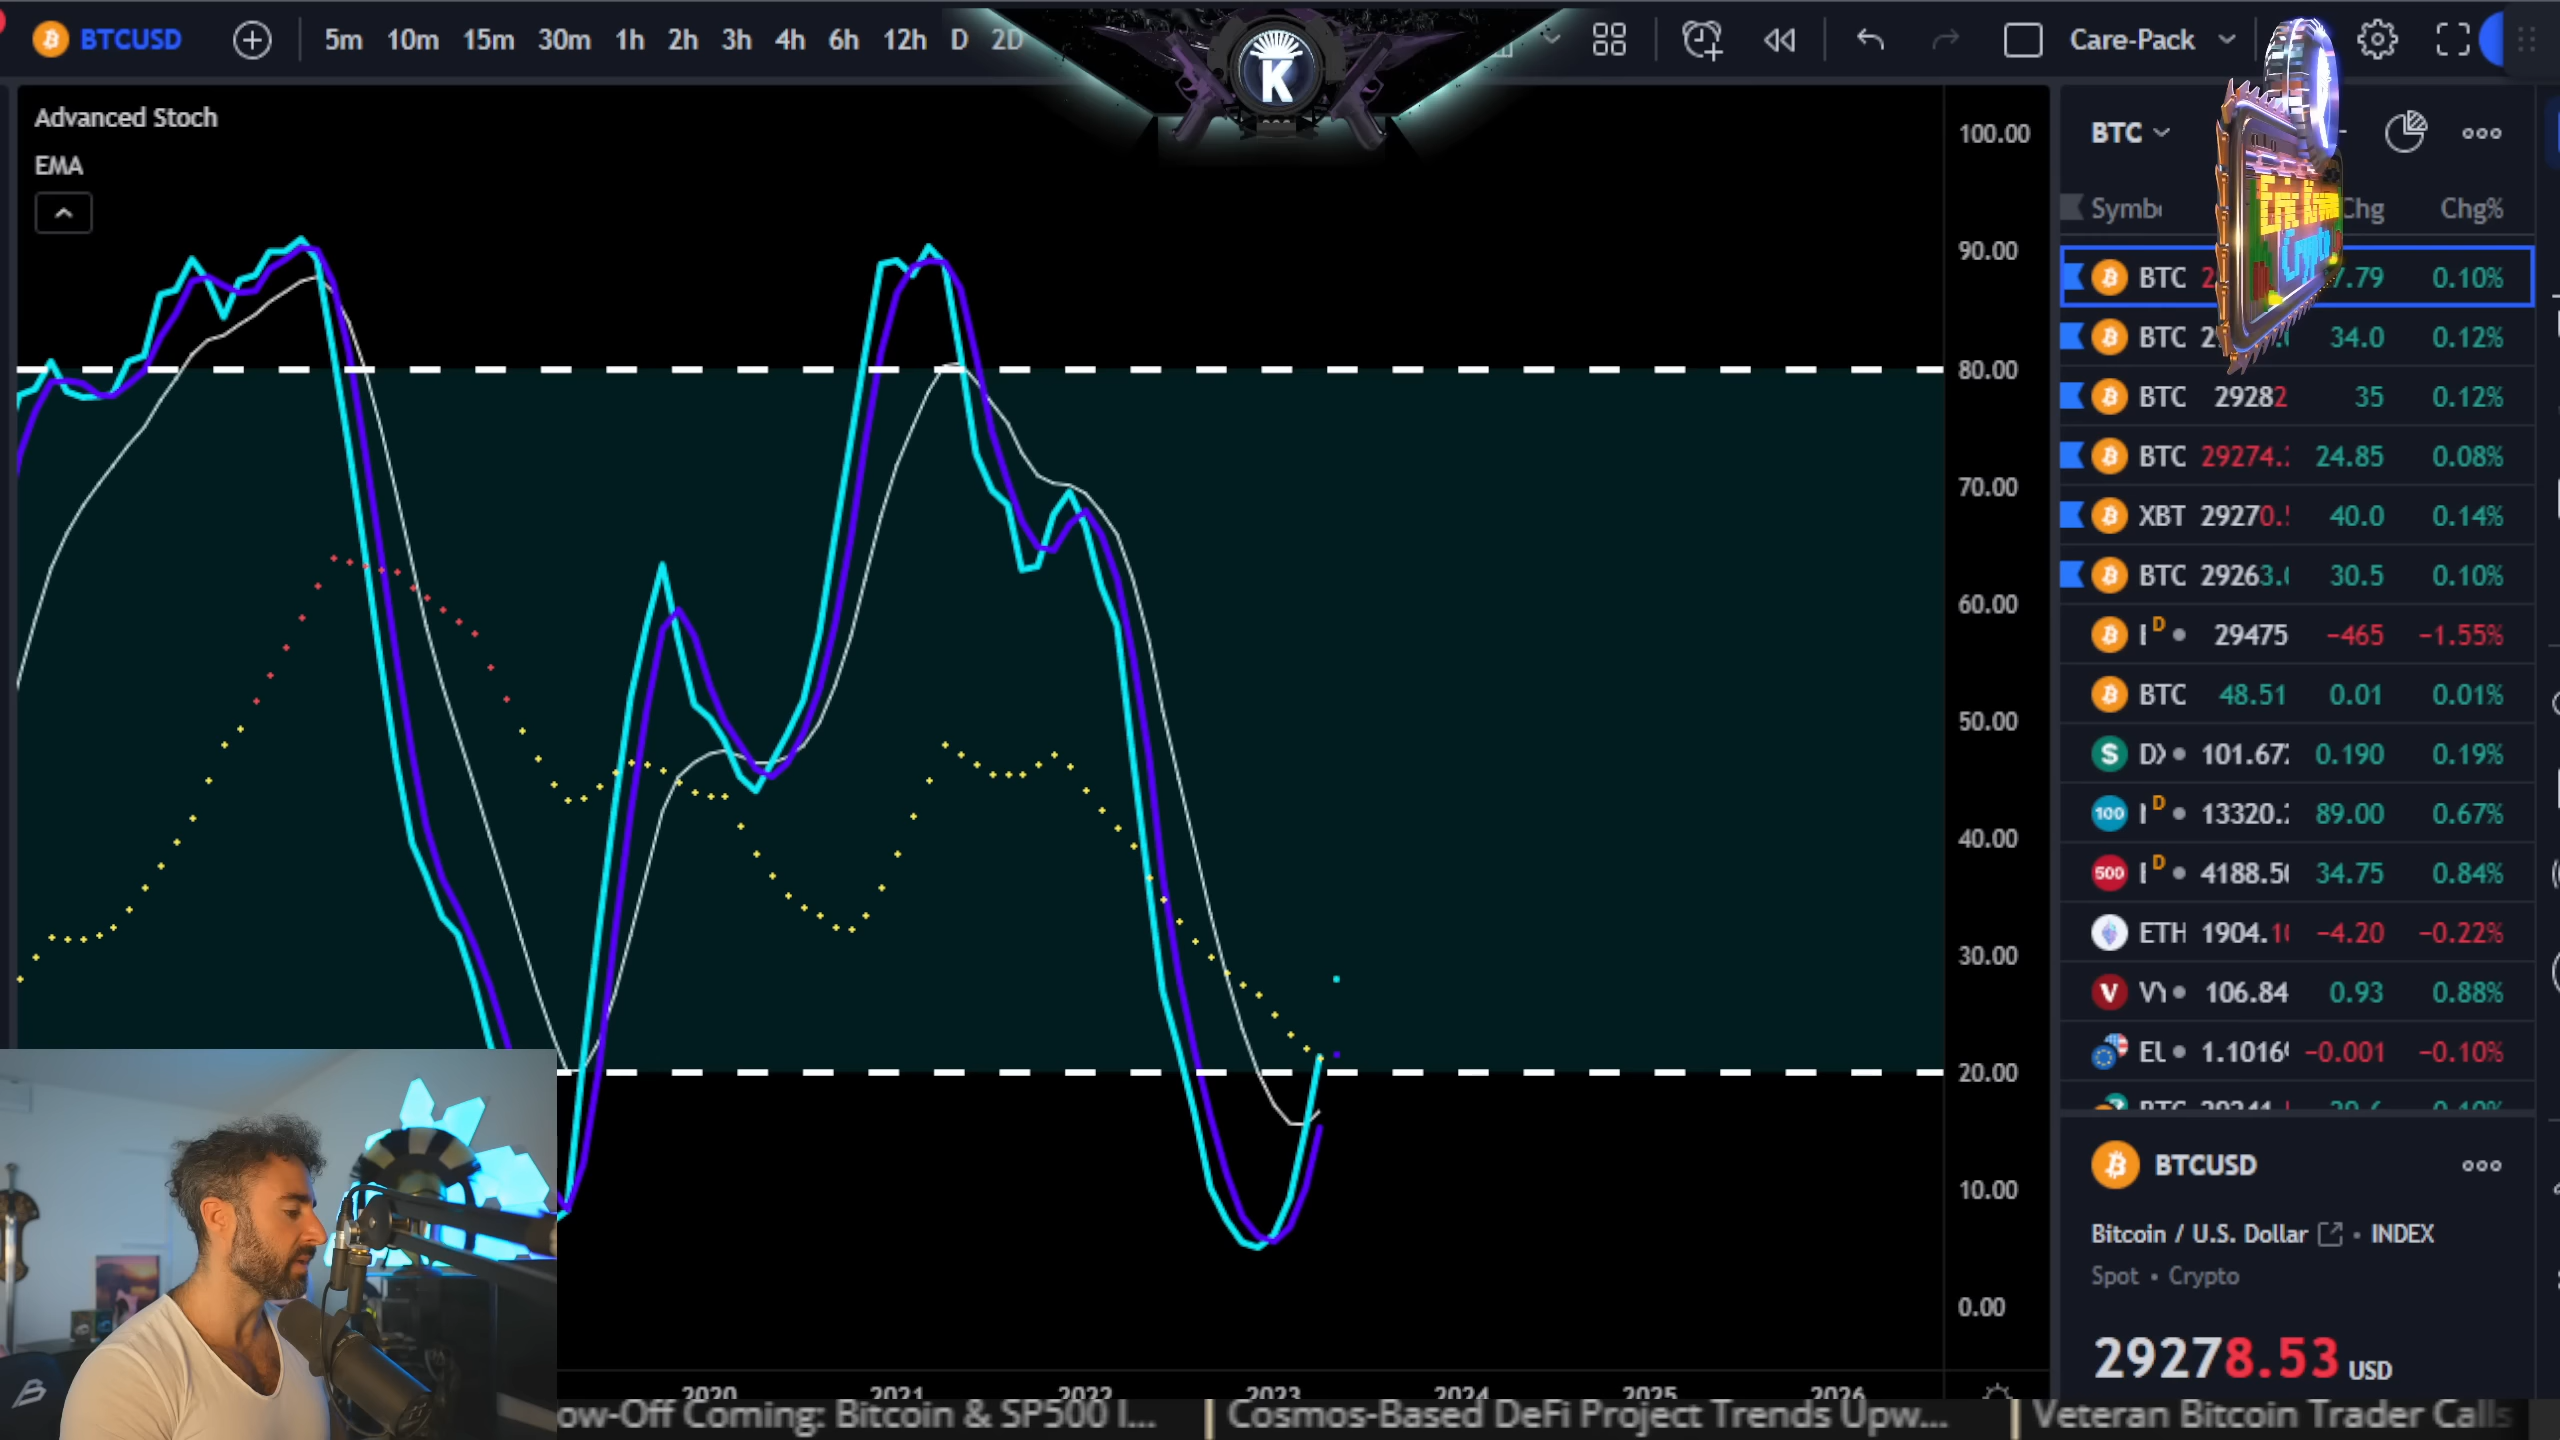 BTCUSD 5m 10m 15m 30m 1h 2h 3h 4h 6h 12h D 2D K Care-Pack
Advanced Stoch
EMA
100.00
90.00
80.00
70.00
60.00
50.00
40.00
30.00
20.00
10.00
0.00
2020 2021 2022 2023 2024 2025 2026
BTC
Crypto
Chg Chg%
BTC 7.79 0.10%
BTC 34.0 0.12%
BTC 29282 35 0.12%
BTC 29274. 24.85 0.08%
XBT 29270. 40.0 0.14%
BTC 29263. 30.5 0.10%
D 29475 −465 −1.55%
BTC 48.51 0.01 0.01%
101.67 0.190 0.19%
100 D 13320. 89.00 0.67%
500 D 4188.5 34.75 0.84%
ETH 1904. −4.20 −0.22%
V 106.84 0.93 0.88%
1.1016 −0.001 −0.10%
BTCUSD
Bitcoin / U.S. Dollar • INDEX
Spot • Crypto
29278.53 USD
ow-Off Coming: Bitcoin & SP500 I... Cosmos-Based DeFi Project Trends Upw... Veteran Bitcoin Trader Calls